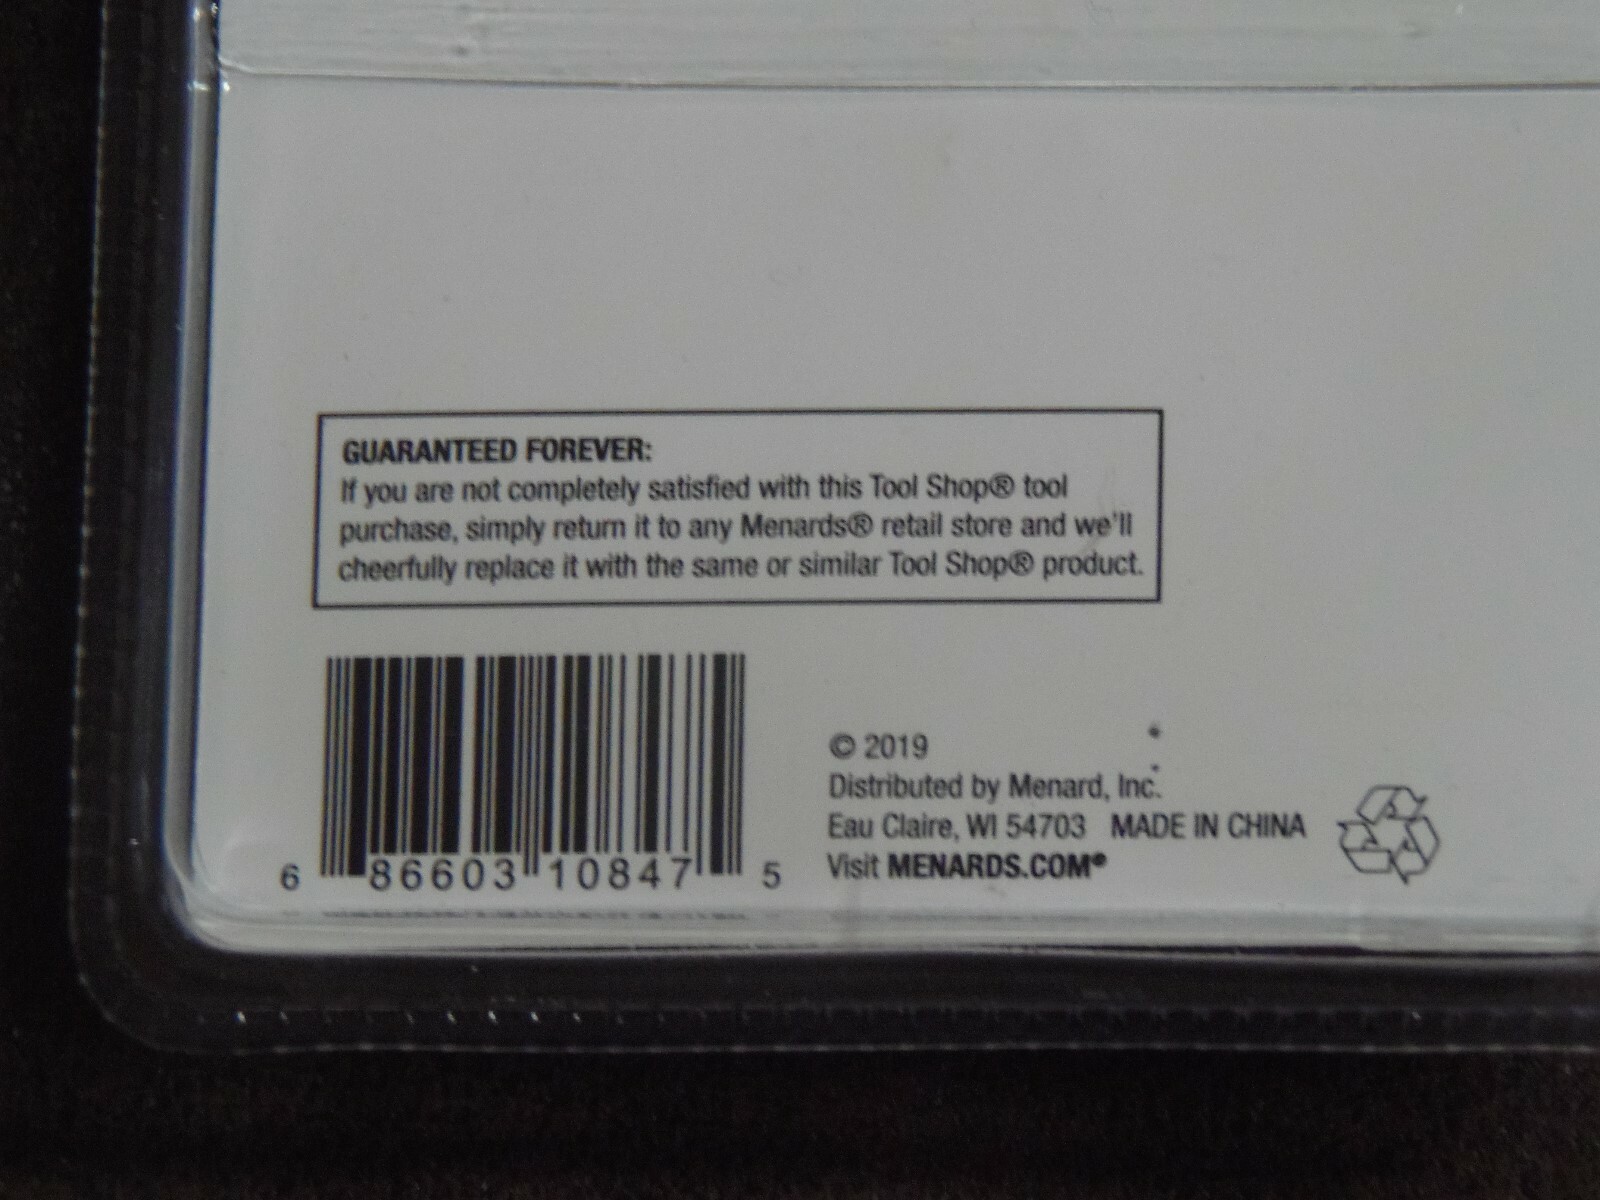 GUARANTEED FOREVER:
If you are not completely satisfied with this Tool Shop® tool
purchase, simply return it to any Menards® retail store and we'll
cheerfully replace it with the same or similar Tool Shop® product.
6 86603 10847 5
© 2019
Distributed by Menard, Inc.
Eau Claire, WI 54703 MADE IN CHINA
Visit MENARDS.COM®